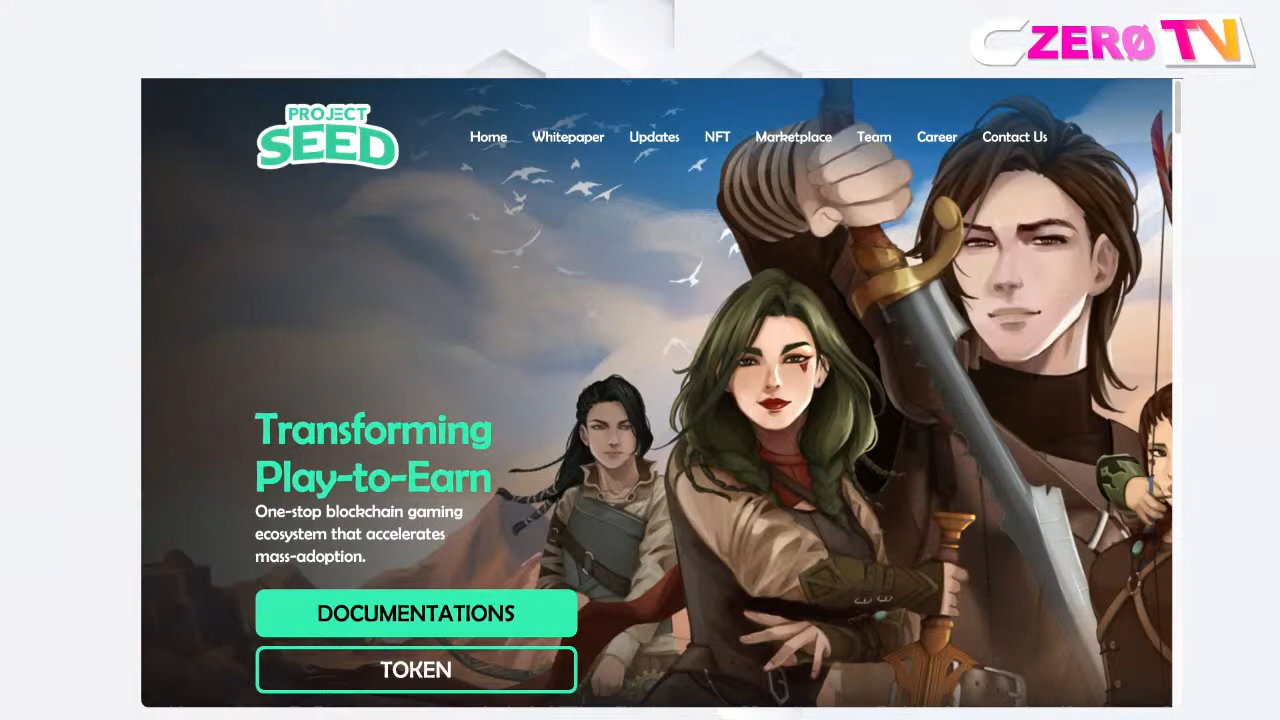 ZERØ TV
PROJECT
SEED
Home Whitepaper Updates NFT Marketplace Team Career Contact Us
Transforming
Play-to-Earn
One-stop blockchain gaming
ecosystem that accelerates
mass-adoption.
DOCUMENTATIONS
TOKEN